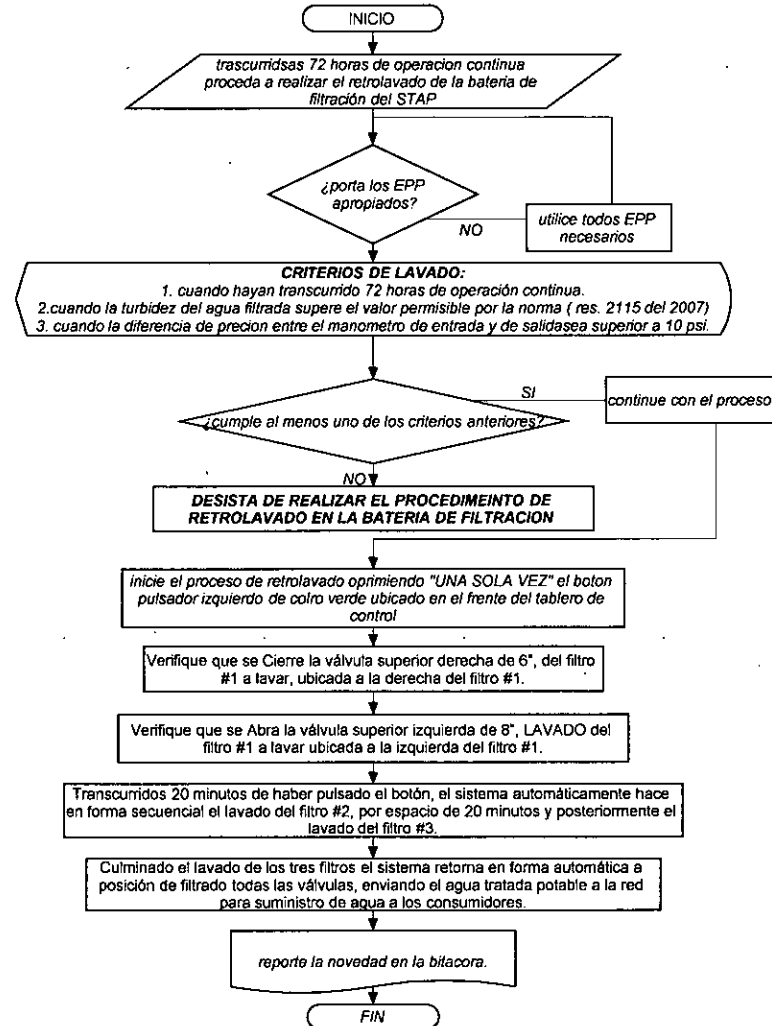 INICIO
trascurridsas 72 horas de operacion continua
proceda a realizar el retrolavado de la bateria de
filtración del STAP
¿porta los EPP
apropiados?
NO
utilice todos EPP
necesarios
CRITERIOS DE LAVADO:
1. cuando hayan transcurrido 72 horas de operación continua.
2.cuando la turbidez del agua filtrada supere el valor permisible por la norma ( res. 2115 del 2007)
3. cuando la diferencia de precion entre el manometro de entrada y de salidasea superior a 10 psi.
SI
continue con el proceso
¿cumple al menos uno de los criterios anteriores?
NO
DESISTA DE REALIZAR EL PROCEDIMEINTO DE
RETROLAVADO EN LA BATERIA DE FILTRACION
inicie el proceso de retrolavado oprimiendo "UNA SOLA VEZ" el boton
pulsador izquierdo de colro verde ubicado en el frente del tablero de
control
Verifique que se Cierre la válvula superior derecha de 6", del filtro
#1 a lavar, ubicada a la derecha del filtro #1.
Verifique que se Abra la válvula superior izquierda de 8", LAVADO del
filtro #1 a lavar ubicada a la izquierda del filtro #1.
Transcurridos 20 minutos de haber pulsado el botón, el sistema automáticamente hace
en forma secuencial el lavado del filtro #2, por espacio de 20 minutos y posteriormente el
lavado del filtro #3.
Culminado el lavado de los tres filtros el sistema retorna en forma automática a
posición de filtrado todas las válvulas, enviando el agua tratada potable a la red
para suministro de agua a los consumidores.
reporte la novedad en la bitacora.
FIN